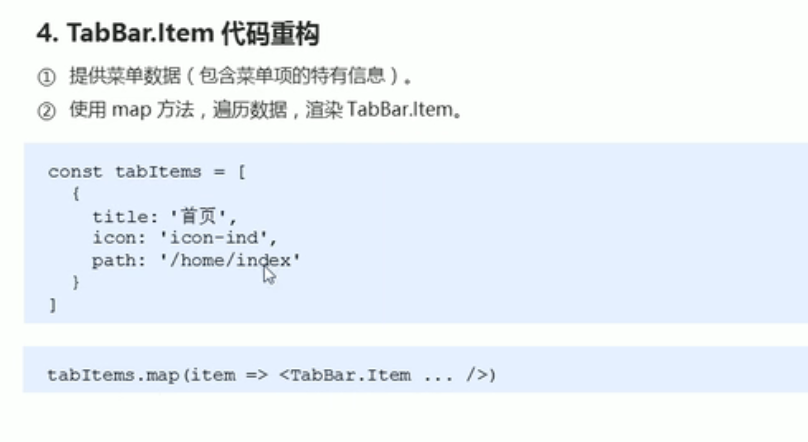 4. TabBar.Item 代码重构
① 提供菜单数据（包含菜单项的特有信息）。
② 使用 map 方法，遍历数据，渲染 TabBar.Item。
const tabItems = [
{
title: '首页',
icon: 'icon-ind',
path: '/home/index'
}
]
tabItems.map(item => <TabBar.Item ... />)